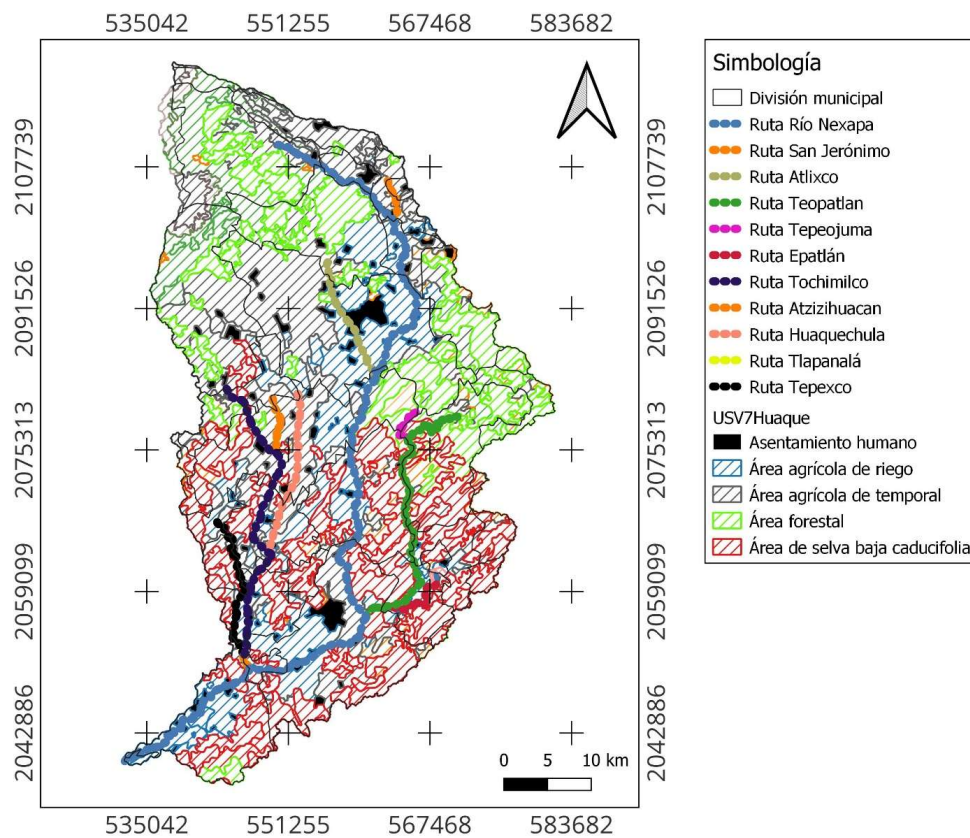 535042 551255 567468 583682
2107739
2091526
2075313
2059099
2042886
2107739
2091526
2075313
2059099
2042886
0 5 10 km
535042 551255 567468 583682
Simbología
División municipal
Ruta Río Nexapa
Ruta San Jerónimo
Ruta Atlixco
Ruta Teopatlan
Ruta Tepeojuma
Ruta Epatlán
Ruta Tochimilco
Ruta Atzizihuacan
Ruta Huaquechula
Ruta Tlapanalá
Ruta Tepexco
USV7Huaque
Asentamiento humano
Área agrícola de riego
Área agrícola de temporal
Área forestal
Área de selva baja caducifolia